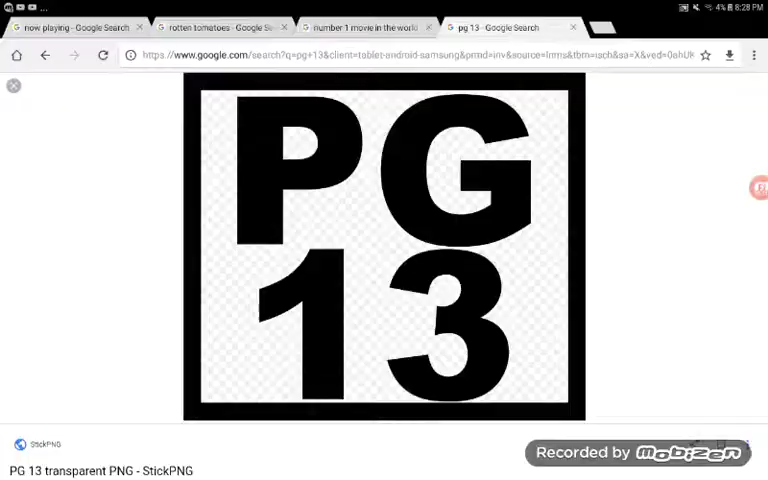 4% 8:28 PM
now playing - Google Search
rotten tomatoes - Google Se
number 1 movie in the world
pg 13 - Google Search
https://www.google.com/search?q=pg+13&client=tablet-android-samsung&prmd=inv&source=lnms&tbm=isch&sa=X&ved=0ahUK
PG
13
StickPNG
Recorded by MOBIZEN
PG 13 transparent PNG - StickPNG